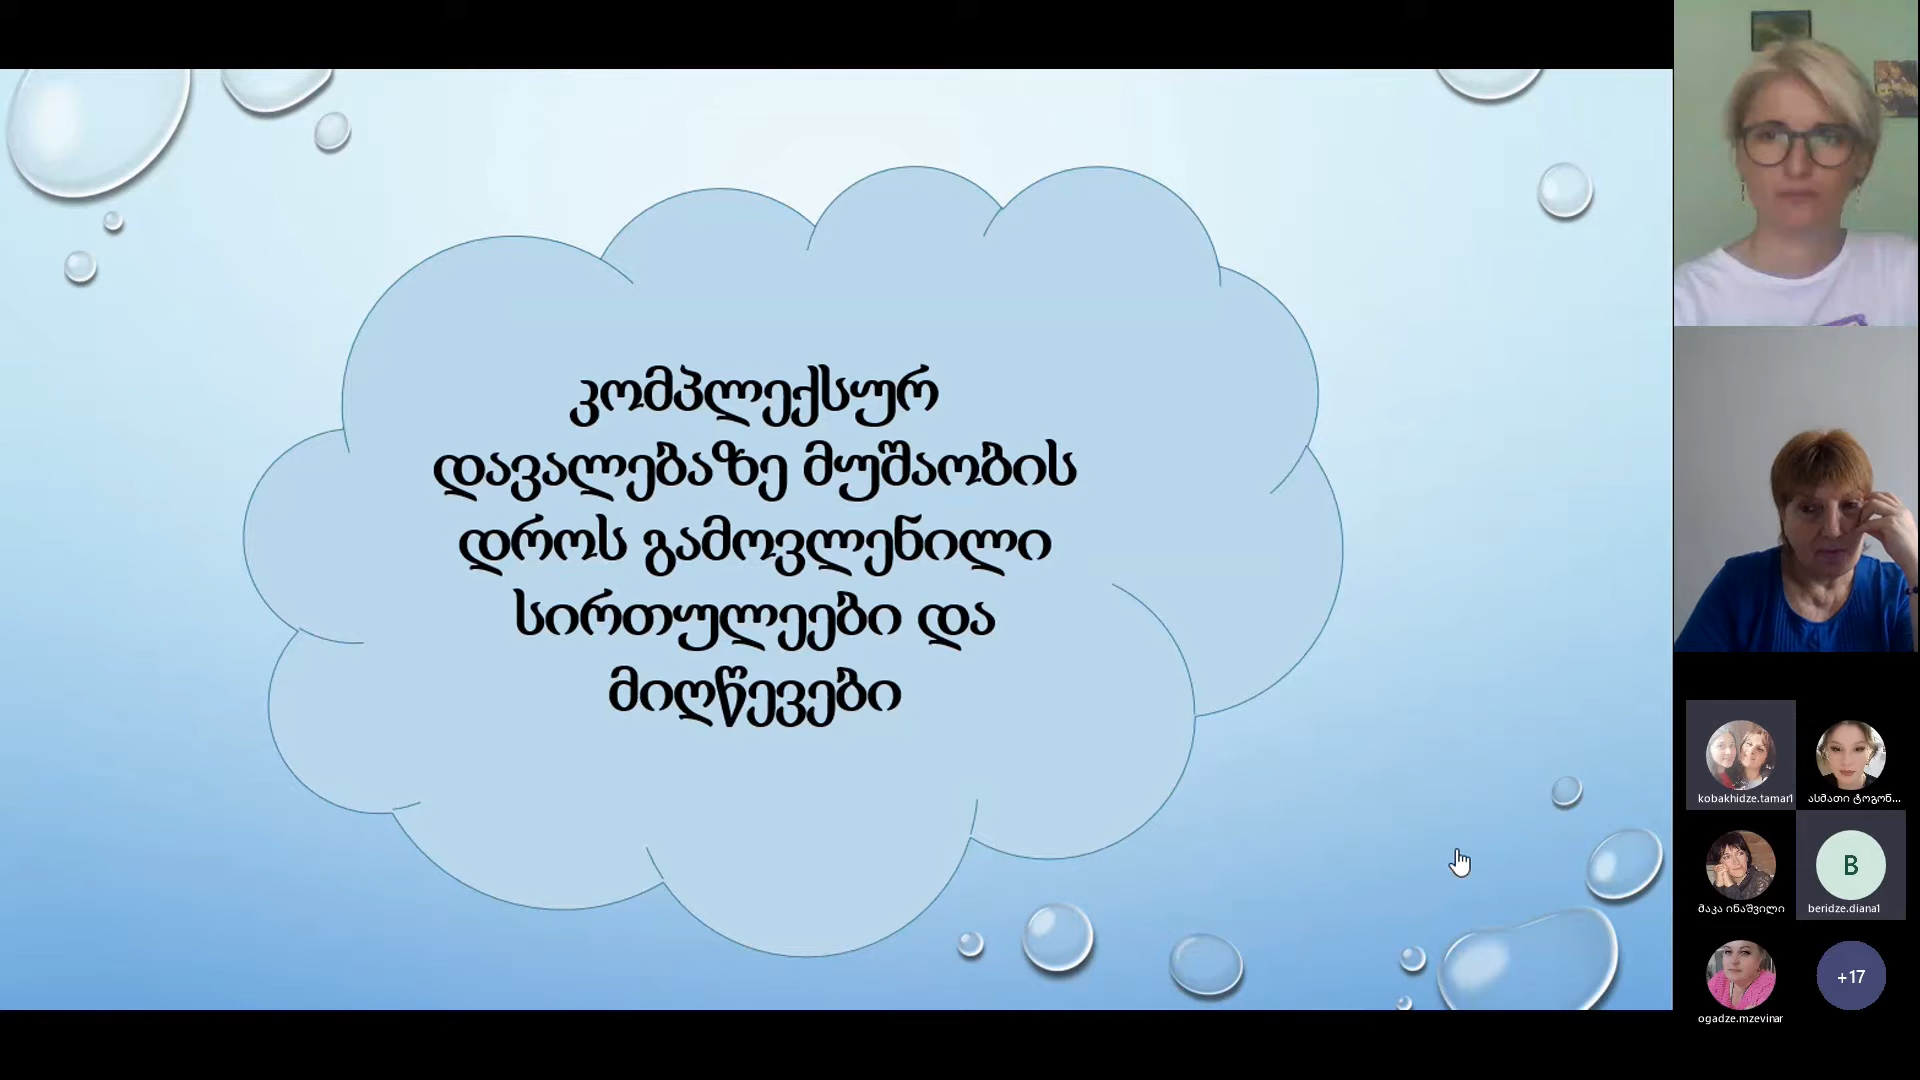 კომპლექსურ
დავალებაზე მუშაობის
დროს გამოვლენილი
სირთულეები და
მიღწევები
kobakhidze.tamar1
ასმათი ტოგონ...
მაკა ინაშვილი
B
beridze.diana1
ogadze.mzevinar
+17